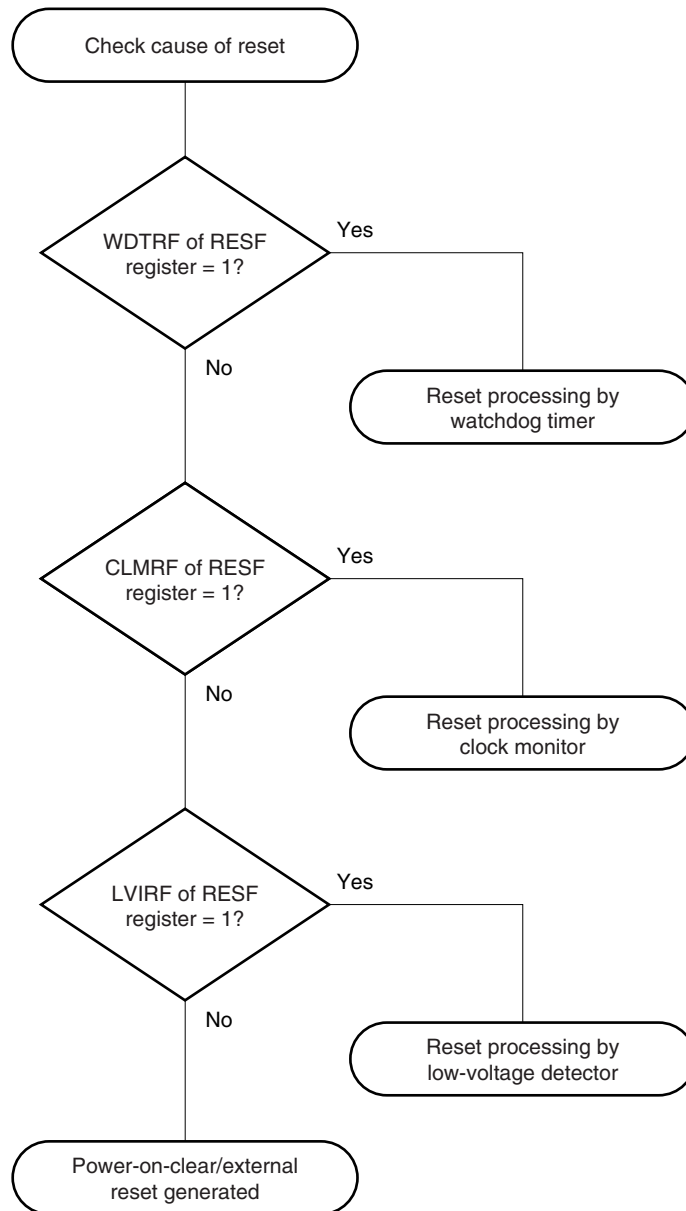 Check cause of reset
WDTRF of RESF
register = 1?
Yes
No
Reset processing by
watchdog timer
CLMRF of RESF
register = 1?
Yes
No
Reset processing by
clock monitor
LVIRF of RESF
register = 1?
Yes
No
Reset processing by
low-voltage detector
Power-on-clear/external
reset generated